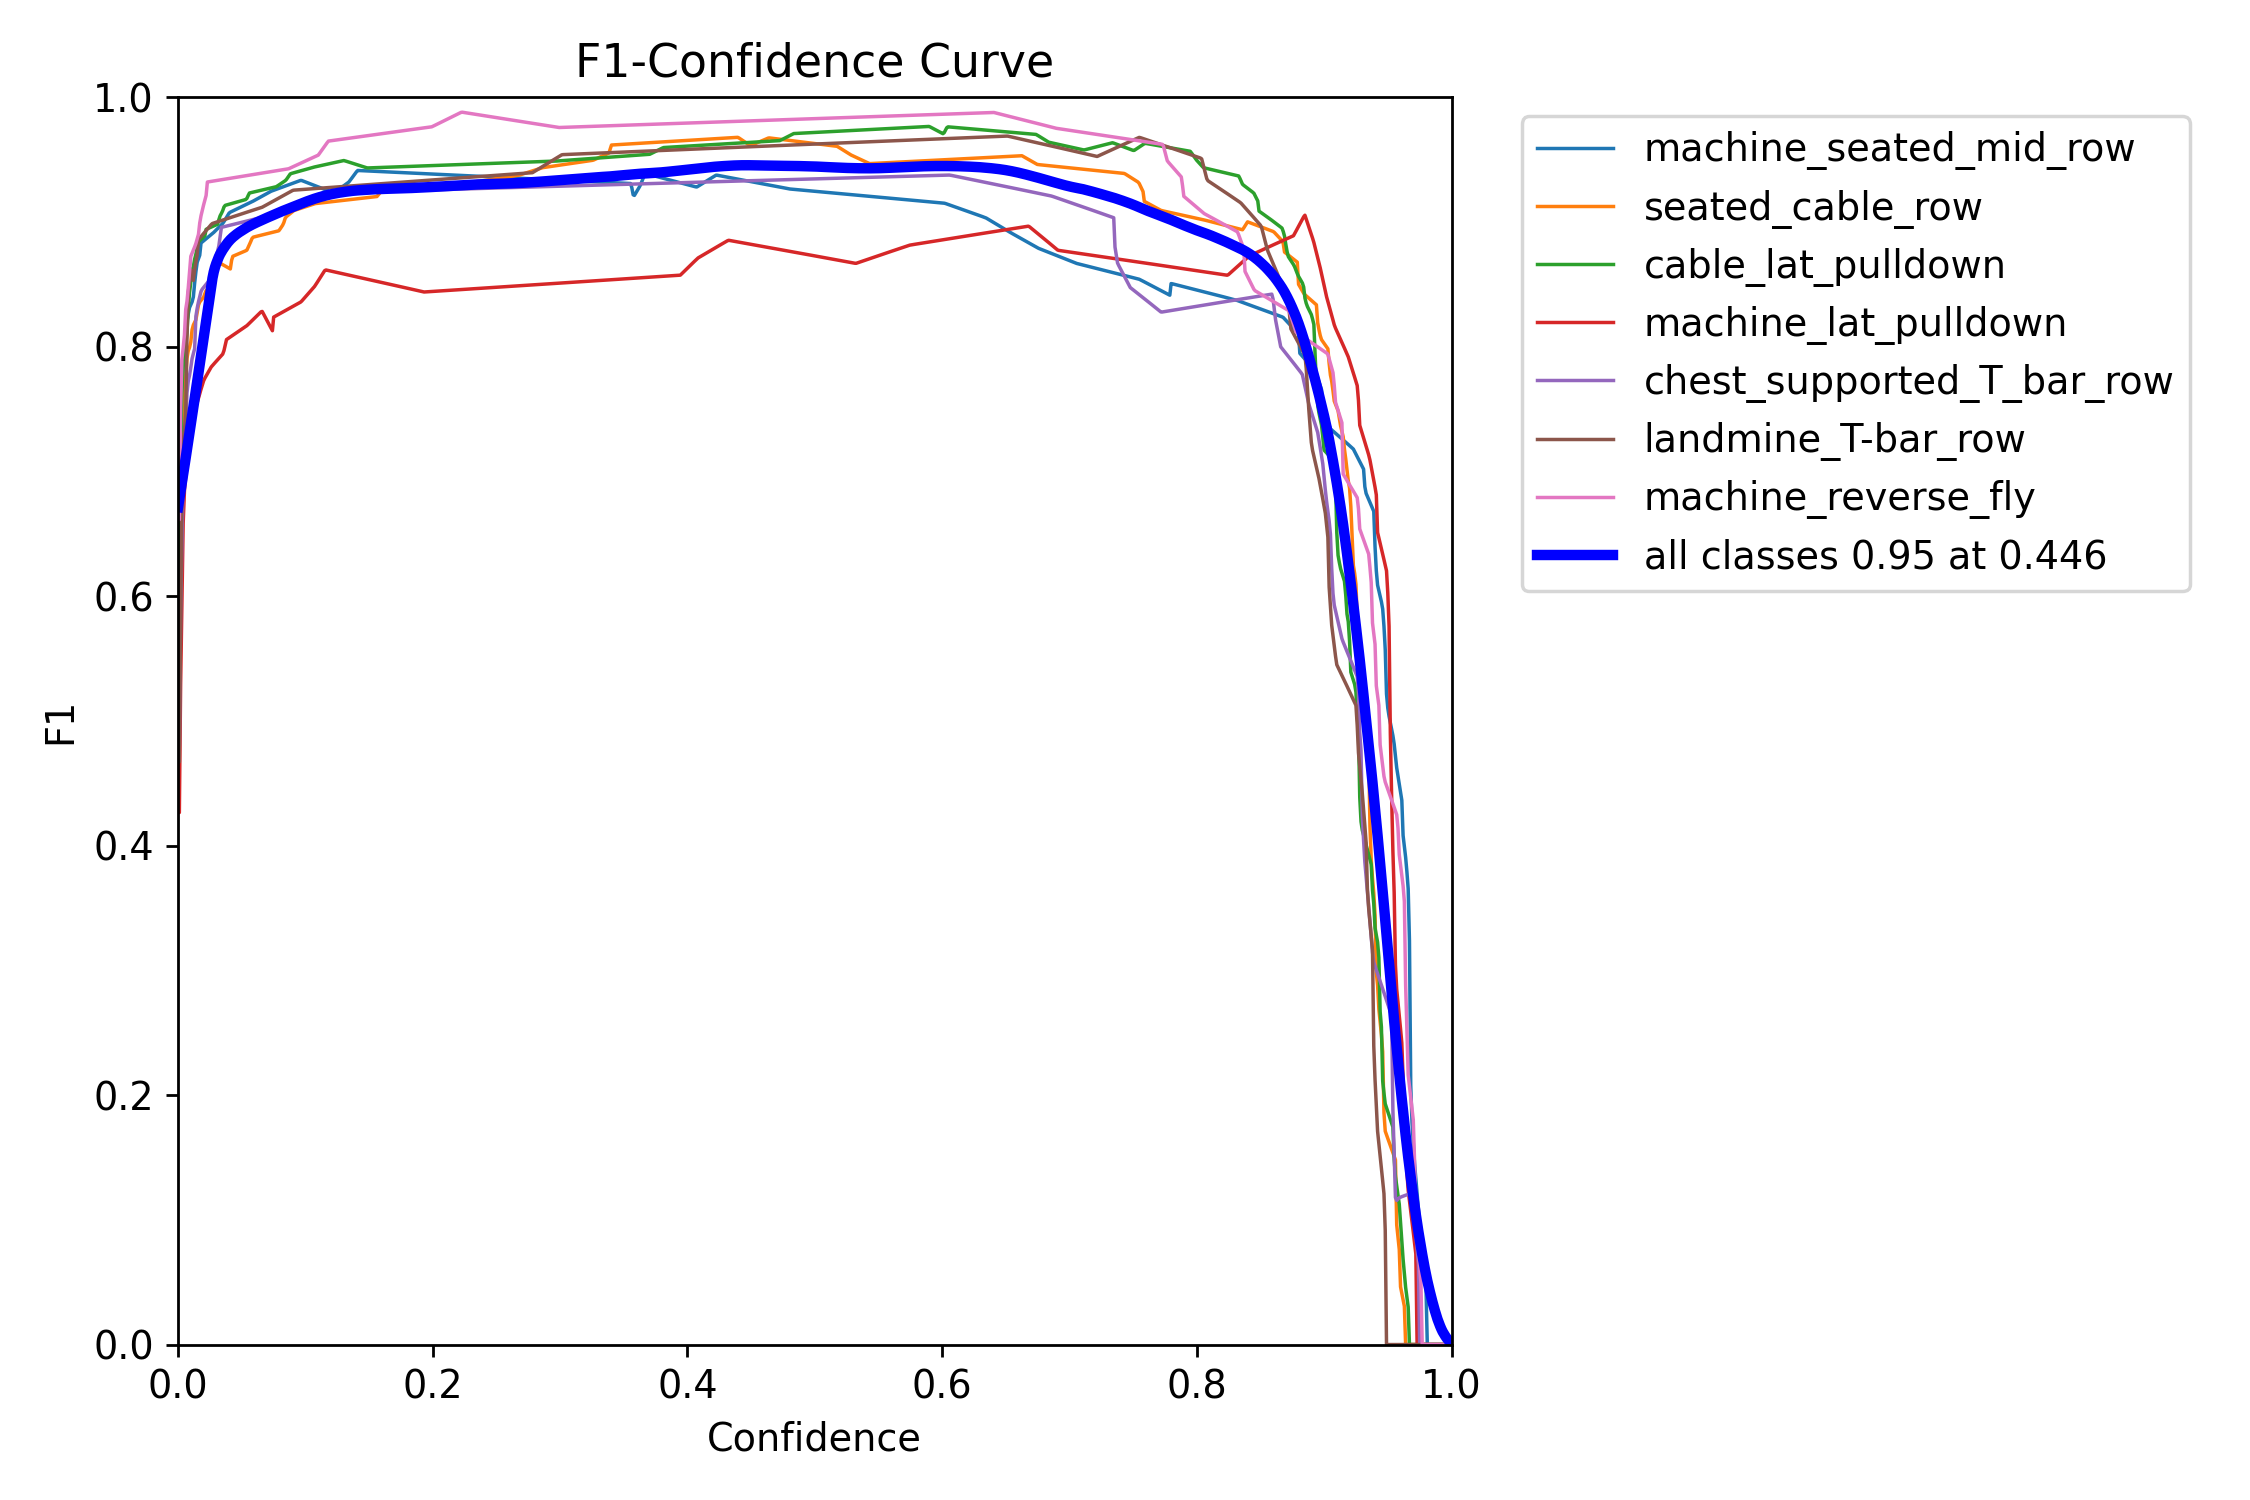 F1-Confidence Curve
1.0
0.8
0.6
0.4
0.2
0.0
F1
0.0 0.2 0.4 0.6 0.8 1.0
Confidence
machine_seated_mid_row
seated_cable_row
cable_lat_pulldown
machine_lat_pulldown
chest_supported_T_bar_row
landmine_T-bar_row
machine_reverse_fly
all classes 0.95 at 0.446